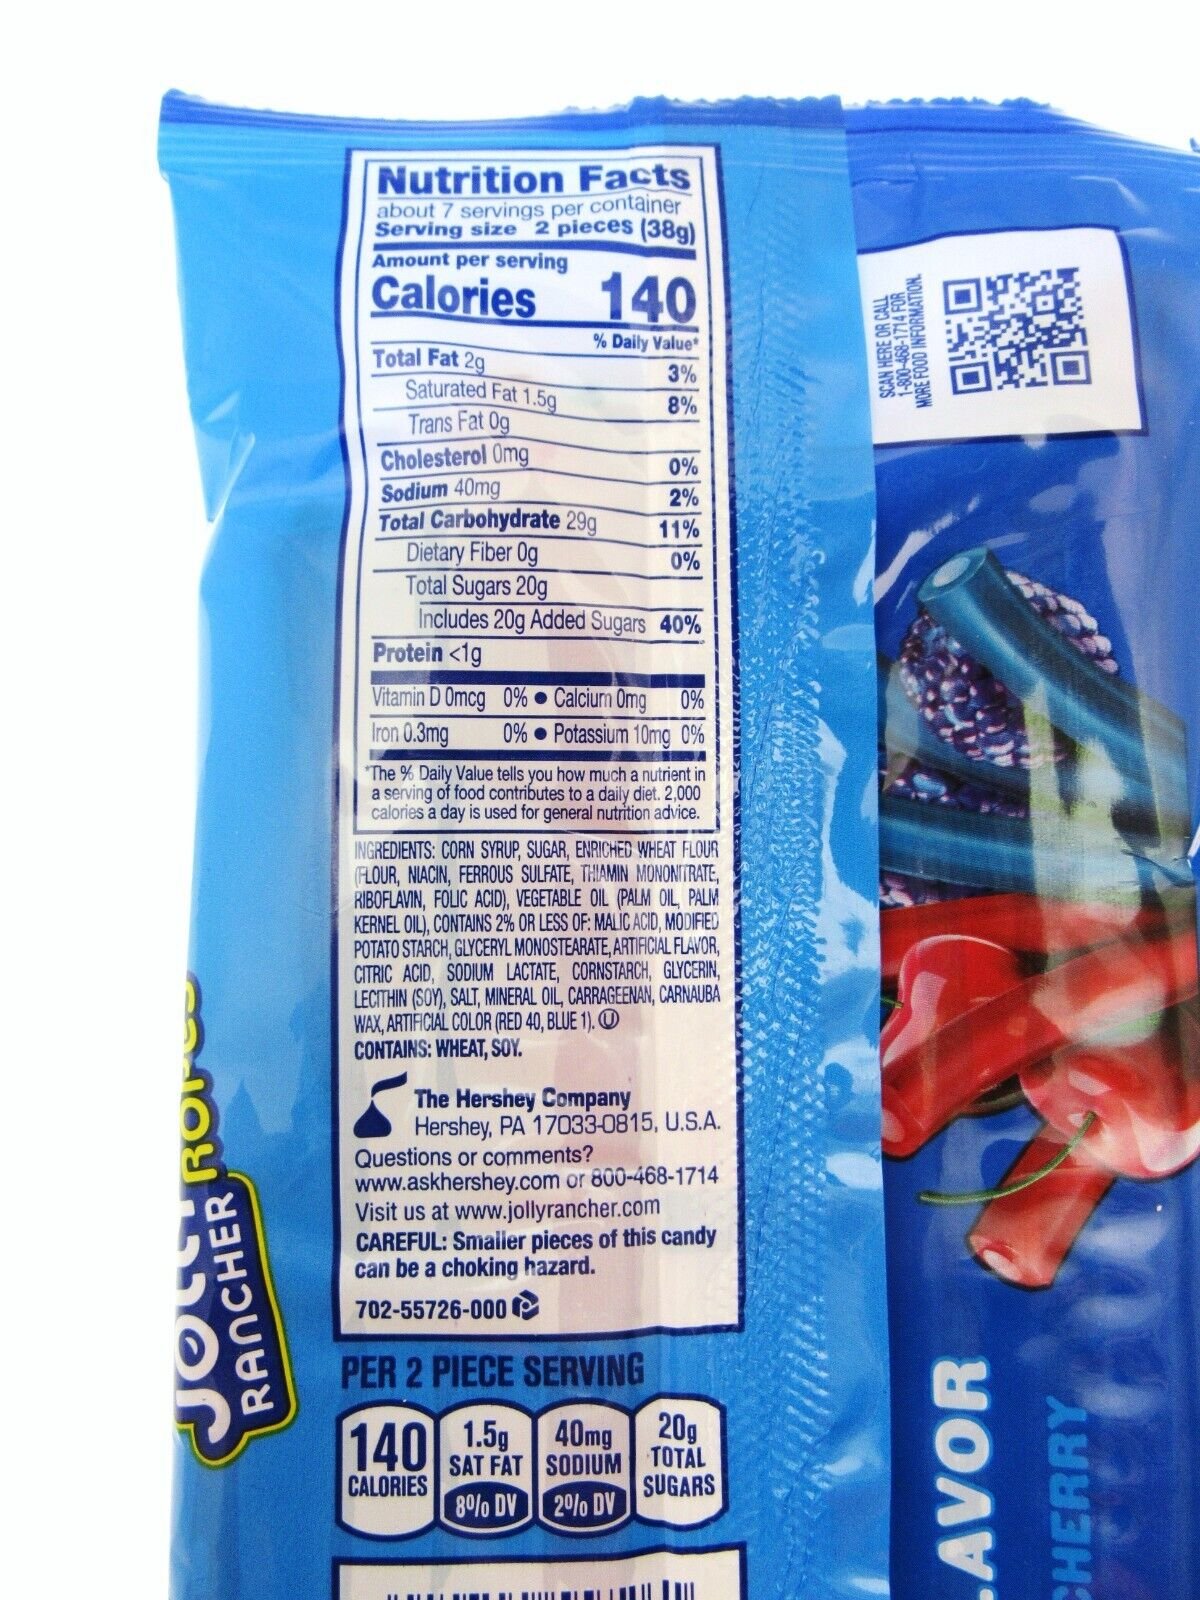 Nutrition Facts
about 7 servings per container
Serving size 2 pieces (38g)
Amount per serving
Calories 140
% Daily Value*
Total Fat 2g 3%
Saturated Fat 1.5g 8%
Trans Fat 0g
Cholesterol 0mg 0%
Sodium 40mg 2%
Total Carbohydrate 29g 11%
Dietary Fiber 0g 0%
Total Sugars 20g
Includes 20g Added Sugars 40%
Protein <1g
Vitamin D 0mcg 0% ● Calcium 0mg 0%
Iron 0.3mg 0% ● Potassium 10mg 0%
*The % Daily Value tells you how much a nutrient in
a serving of food contributes to a daily diet. 2,000
calories a day is used for general nutrition advice.
INGREDIENTS: CORN SYRUP, SUGAR, ENRICHED WHEAT FLOUR
(FLOUR, NIACIN, FERROUS SULFATE, THIAMIN MONONITRATE,
RIBOFLAVIN, FOLIC ACID), VEGETABLE OIL (PALM OIL, PALM
KERNEL OIL), CONTAINS 2% OR LESS OF: MALIC ACID, MODIFIED
POTATO STARCH, GLYCERYL MONOSTEARATE, ARTIFICIAL FLAVOR,
CITRIC ACID, SODIUM LACTATE, CORNSTARCH, GLYCERIN,
LECITHIN (SOY), SALT, MINERAL OIL, CARRAGEENAN, CARNAUBA
WAX, ARTIFICIAL COLOR (RED 40, BLUE 1). Ⓤ
CONTAINS: WHEAT, SOY.
The Hershey Company
Hershey, PA 17033-0815, U.S.A.
Questions or comments?
www.askhershey.com or 800-468-1714
Visit us at www.jollyrancher.com
CAREFUL: Smaller pieces of this candy
can be a choking hazard.
702-55726-000
PER 2 PIECE SERVING
140
CALORIES
1.5g
SAT FAT
8% DV
40mg
SODIUM
2% DV
20g
TOTAL
SUGARS
SCAN HERE OR CALL
1-800-468-1714 FOR
MORE FOOD INFORMATION.
JOLLY
RANCHER
ROPES
LAVOR
CHERRY